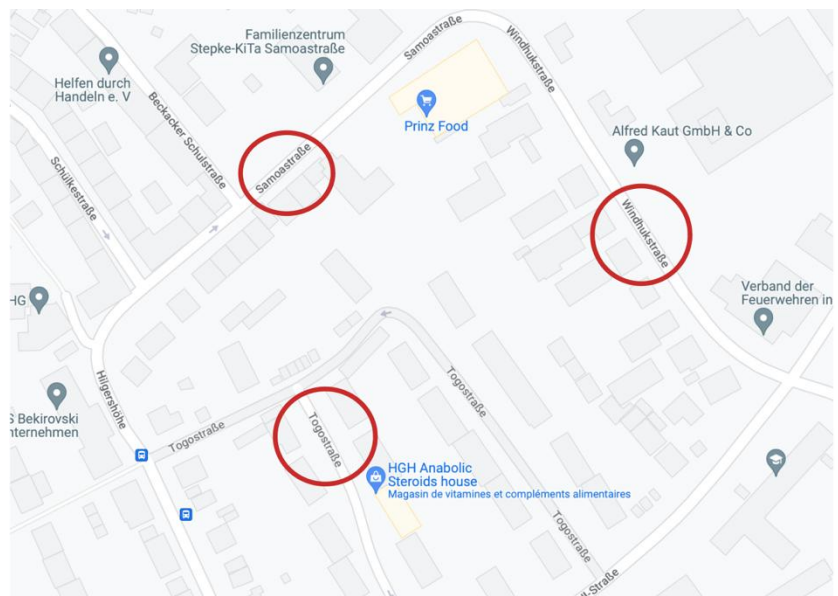 Familienzentrum
Stepke-KiTa Samoastraße
Samoastraße
Windhukstraße
Helfen durch
Handeln e. V
Beckacker Schulstraße
Prinz Food
Alfred Kaut GmbH & Co
Schülkestraße
Samoastraße
Windhukstraße
HG
Verband der
Feuerwehren in
Hilgershöhe
Togostraße
S Bekirovski
nternehmen
Togostraße
Togostraße
HGH Anabolic
Steroids house
Magasin de vitamines et compléments alimentaires
Togostraße
-Straße